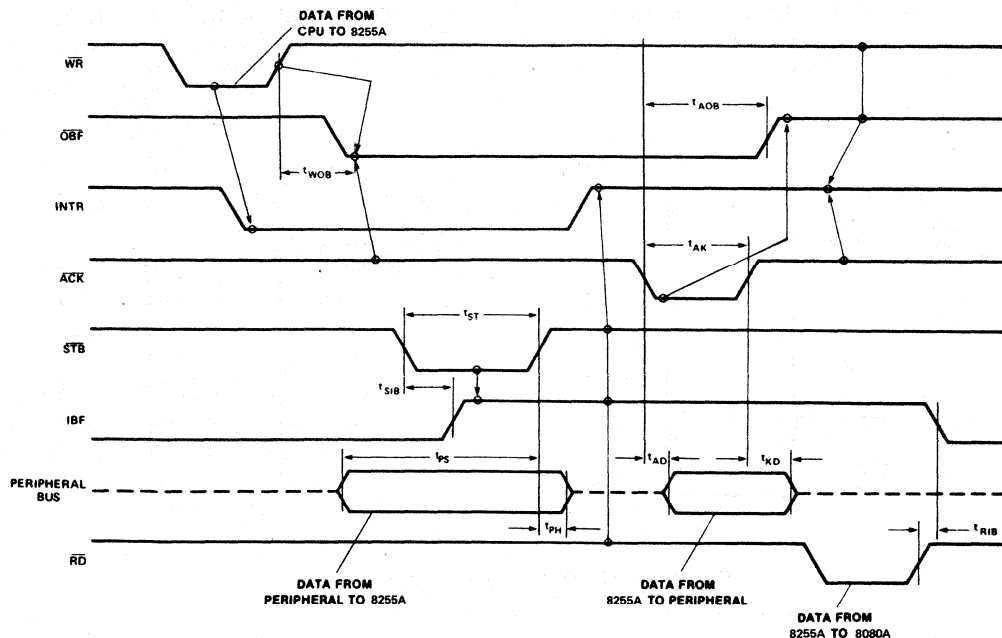 DATA FROM
CPU TO 8255A
WR
tAOB
OBF
tWOB
INTR
tAK
ACK
tST
STB
tSIB
IBF
tPS
tAD
tKD
PERIPHERAL
BUS
tPH
tRIB
RD
DATA FROM
PERIPHERAL TO 8255A
DATA FROM
8255A TO PERIPHERAL
DATA FROM
8255A TO 8080A